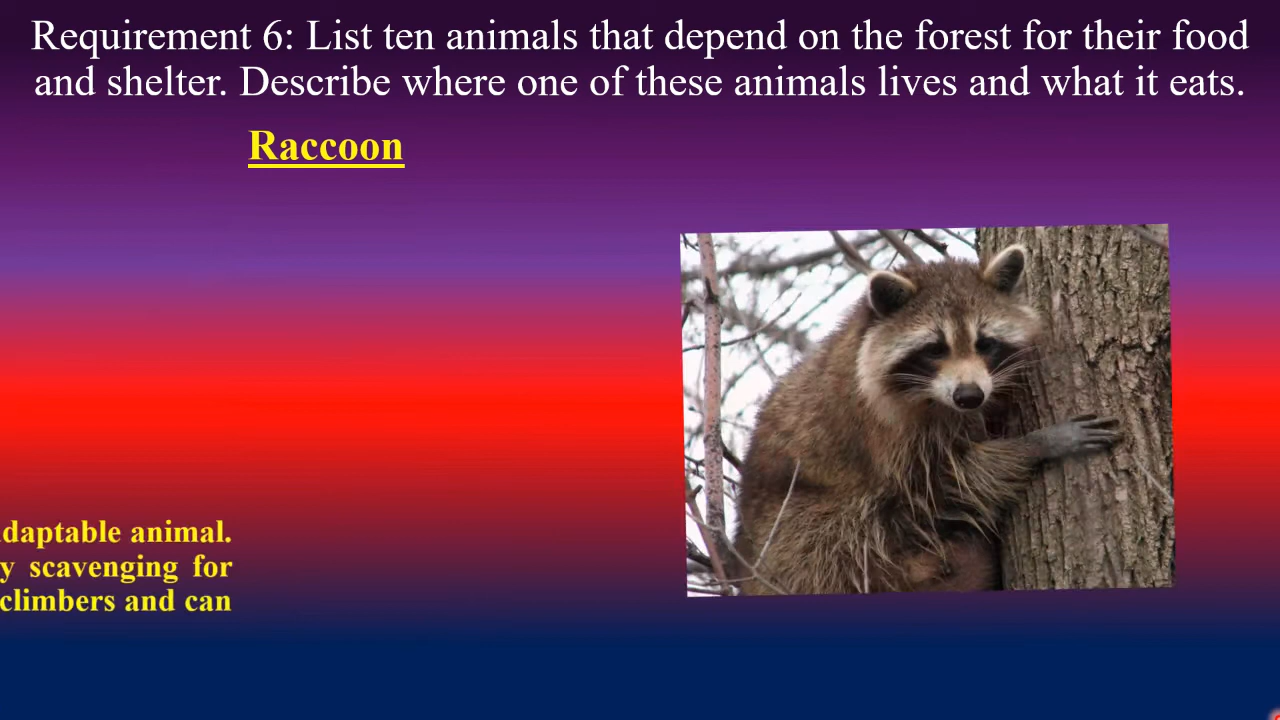 Requirement 6: List ten animals that depend on the forest for their food
and shelter. Describe where one of these animals lives and what it eats.
Raccoon
animal.
scavenging for
climbers and can